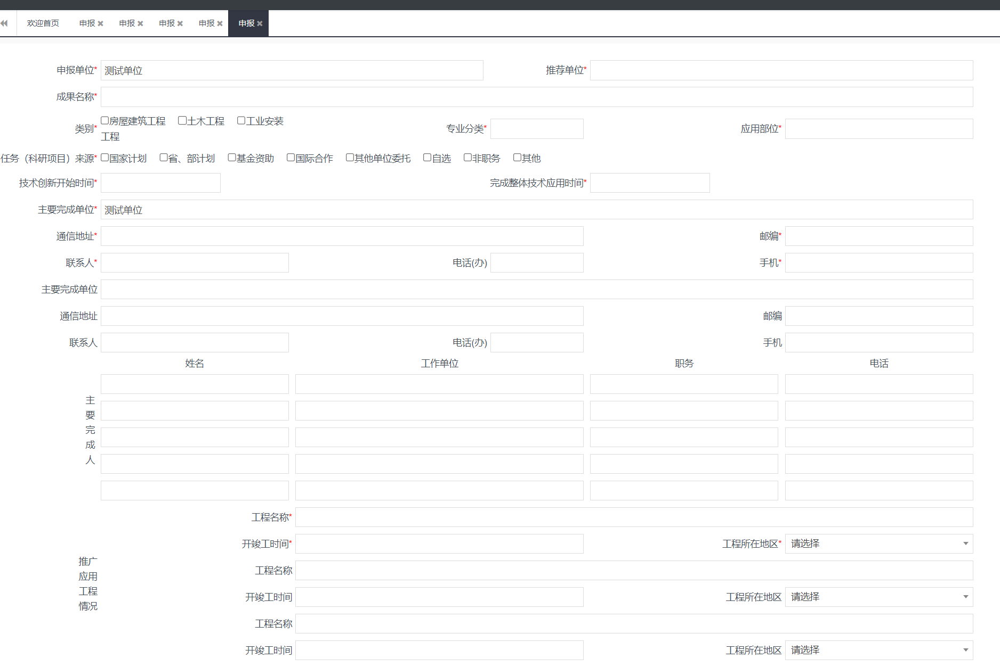 欢迎首页 申报 申报 申报 申报 申报
申报单位* 测试单位 推荐单位*
成果名称*
类别* 房屋建筑工程 土木工程 工业安装工程 专业分类* 应用部位*
任务（科研项目）来源* 国家计划 省、部计划 基金资助 国际合作 其他单位委托 自选 非职务 其他
技术创新开始时间* 完成整体技术应用时间*
主要完成单位* 测试单位
通信地址* 邮编*
联系人* 电话(办) 手机*
主要完成单位
通信地址 邮编
联系人 电话(办) 手机
姓名 工作单位 职务 电话
主
要
完
成
人
工程名称*
开竣工时间* 工程所在地区* 请选择
推广
应用
工程
情况
工程名称
开竣工时间 工程所在地区 请选择
工程名称
开竣工时间 工程所在地区 请选择